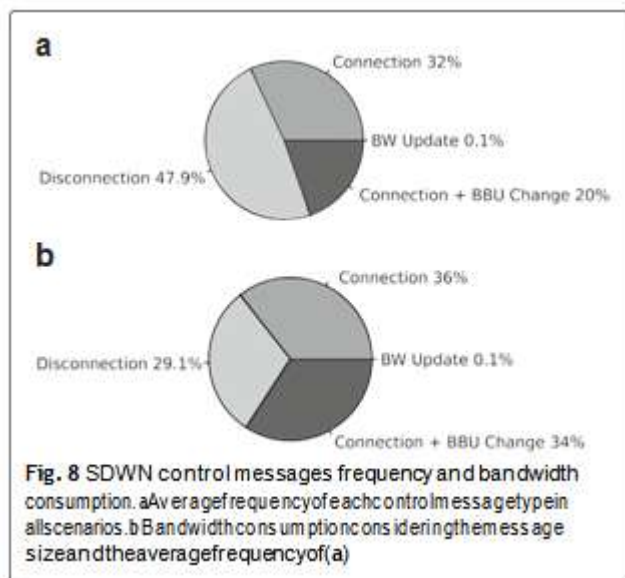 a
Connection 32%
BW Update 0.1%
Disconnection 47.9%
Connection + BBU Change 20%
b
Connection 36%
BW Update 0.1%
Disconnection 29.1%
Connection + BBU Change 34%
Fig. 8 SDWN control messages frequency and bandwidth
consumption. aAveragefrequencyofeachcontrolmessagetypein
allscenarios.bBandwidthconsumptionconsideringthemessage
sizeandtheaveragefrequencyof(a)